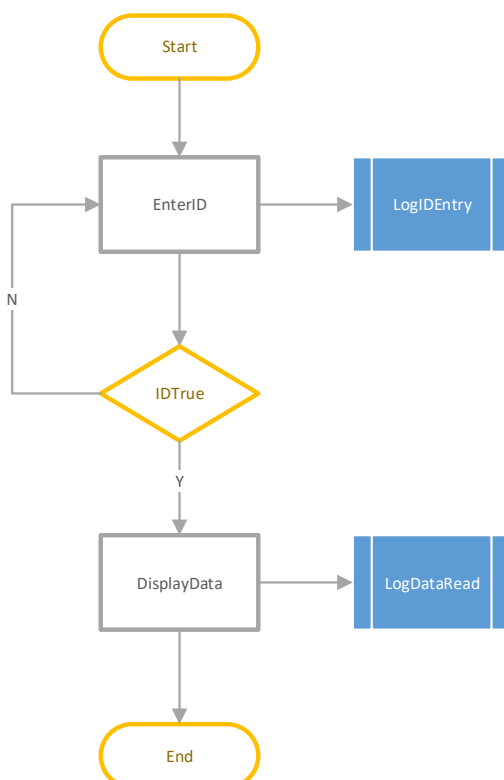 Start
EnterID
LogIDEntry
N
IDTrue
Y
DisplayData
LogDataRead
End